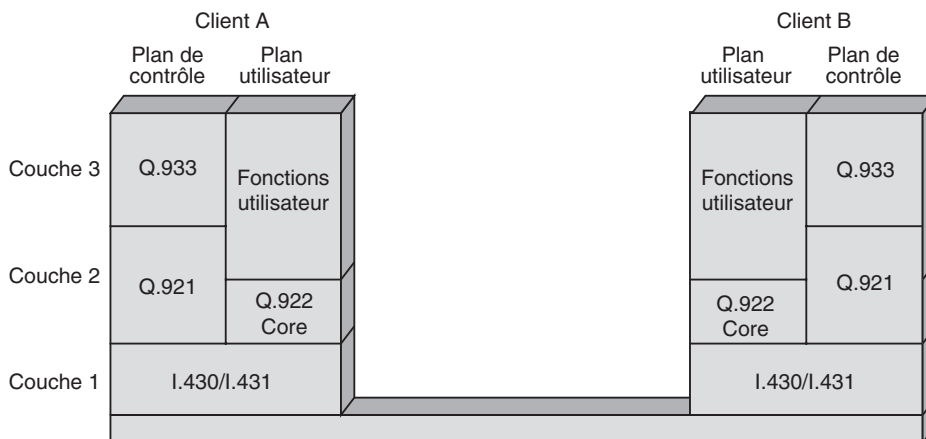 Client A
Client B
Plan de
contrôle
Plan
utilisateur
Plan
utilisateur
Plan de
contrôle
Couche 3
Q.933
Fonctions
utilisateur
Fonctions
utilisateur
Q.933
Couche 2
Q.921
Q.922
Core
Q.922
Core
Q.921
Couche 1
I.430/I.431
I.430/I.431